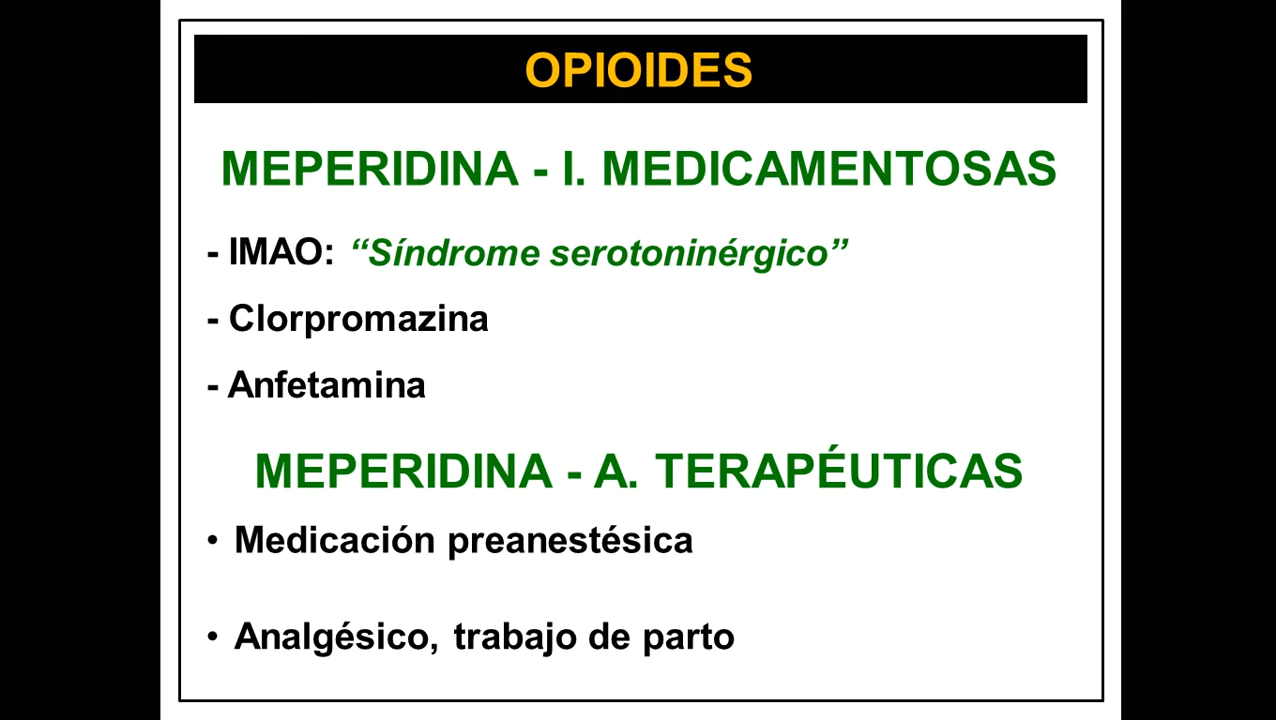 OPIOIDES
MEPERIDINA - I. MEDICAMENTOSAS
- IMAO: “Síndrome serotoninérgico”
- Clorpromazina
- Anfetamina
MEPERIDINA - A. TERAPÉUTICAS
• Medicación preanestésica
• Analgésico, trabajo de parto